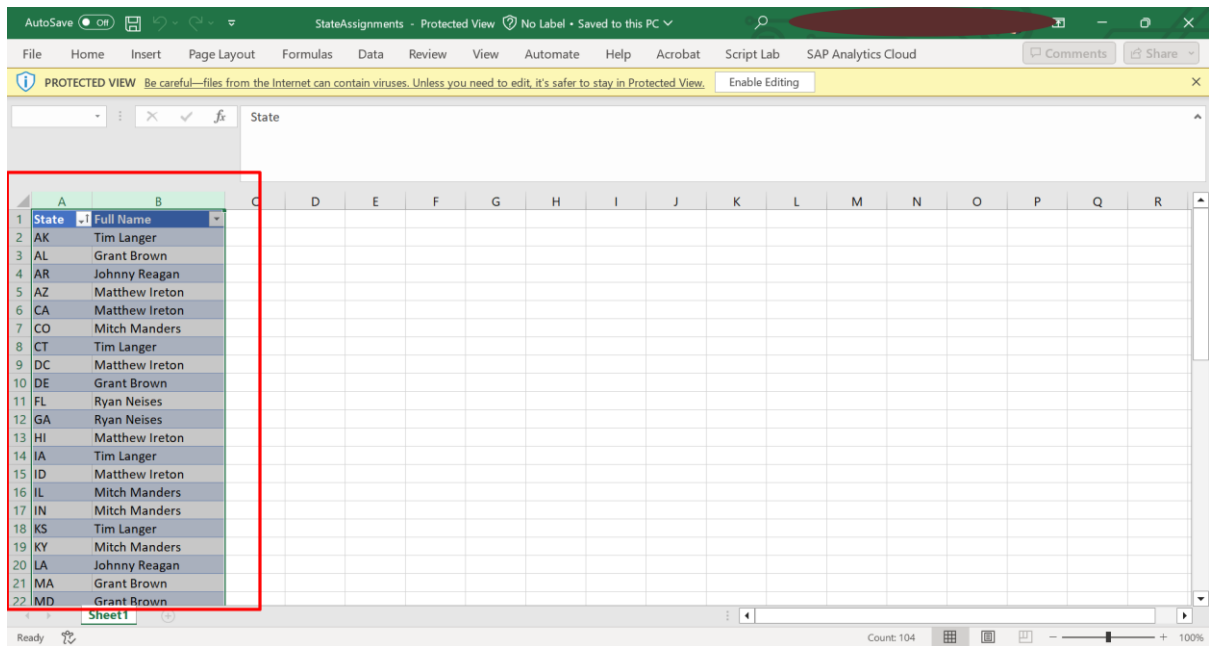 AutoSave Off StateAssignments - Protected View No Label • Saved to this PC
File Home Insert Page Layout Formulas Data Review View Automate Help Acrobat Script Lab SAP Analytics Cloud Comments Share
PROTECTED VIEW Be careful—files from the Internet can contain viruses. Unless you need to edit, it's safer to stay in Protected View. Enable Editing
fx State
A B C D E F G H I J K L M N O P Q R
1 State Full Name
2 AK Tim Langer
3 AL Grant Brown
4 AR Johnny Reagan
5 AZ Matthew Ireton
6 CA Matthew Ireton
7 CO Mitch Manders
8 CT Tim Langer
9 DC Matthew Ireton
10 DE Grant Brown
11 FL Ryan Neises
12 GA Ryan Neises
13 HI Matthew Ireton
14 IA Tim Langer
15 ID Matthew Ireton
16 IL Mitch Manders
17 IN Mitch Manders
18 KS Tim Langer
19 KY Mitch Manders
20 LA Johnny Reagan
21 MA Grant Brown
22 MD Grant Brown
Sheet1
Ready Count: 104 100%